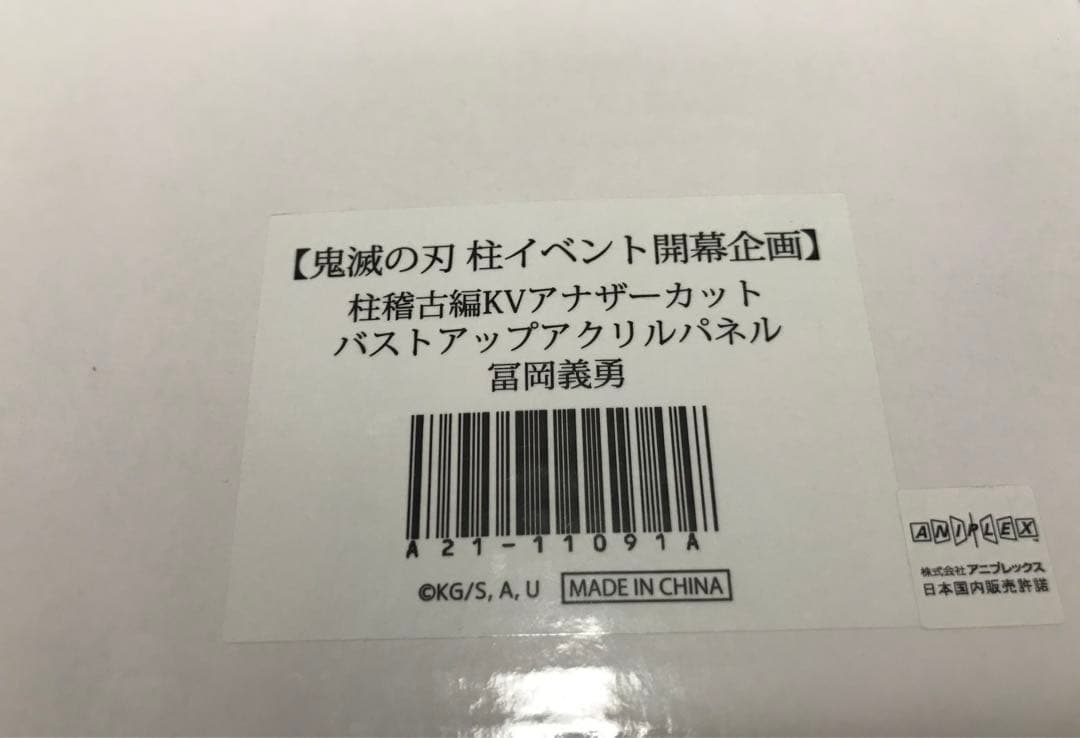 【鬼滅の刃 柱イベント開幕企画】
柱稽古編KVアナザーカット
バストアップアクリルパネル
冨岡義勇
A21-11091A
©KG/S, A, U MADE IN CHINA
ANIPLEX
株式会社アニプレックス
日本国内販売許諾